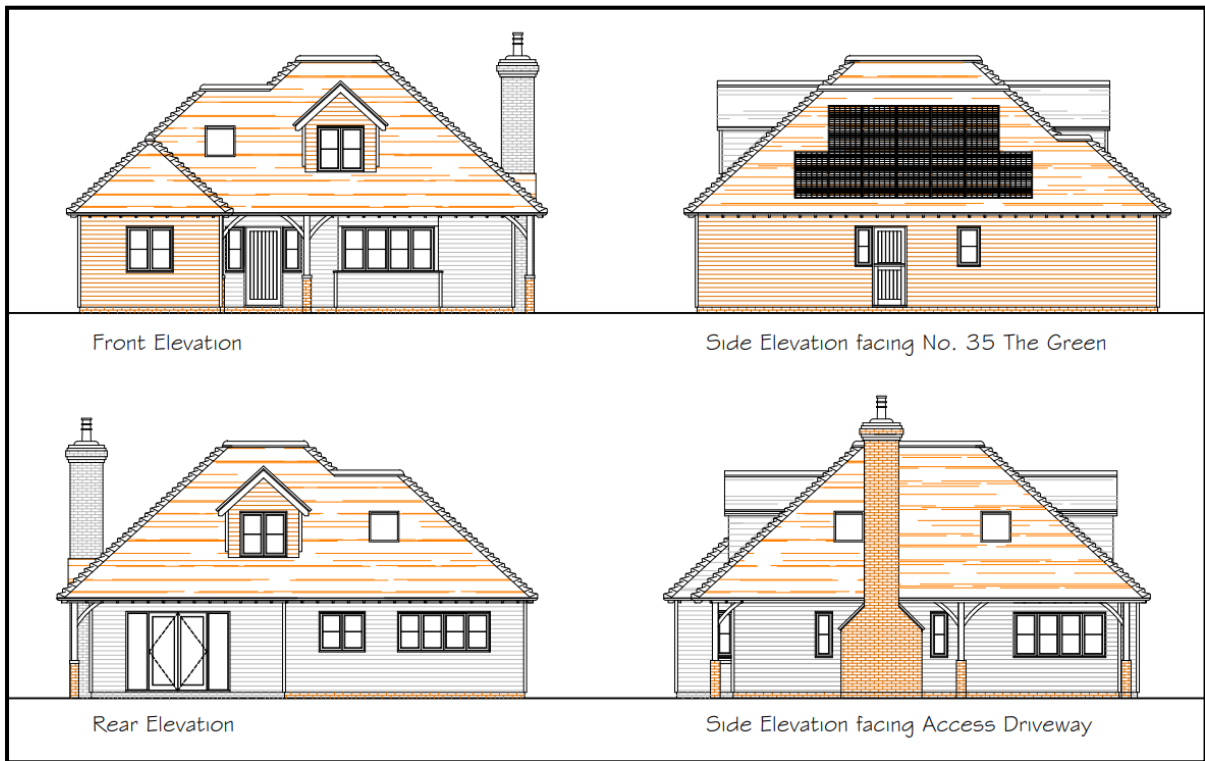 Front Elevation
Side Elevation facing No. 35 The Green
Rear Elevation
Side Elevation facing Access Driveway